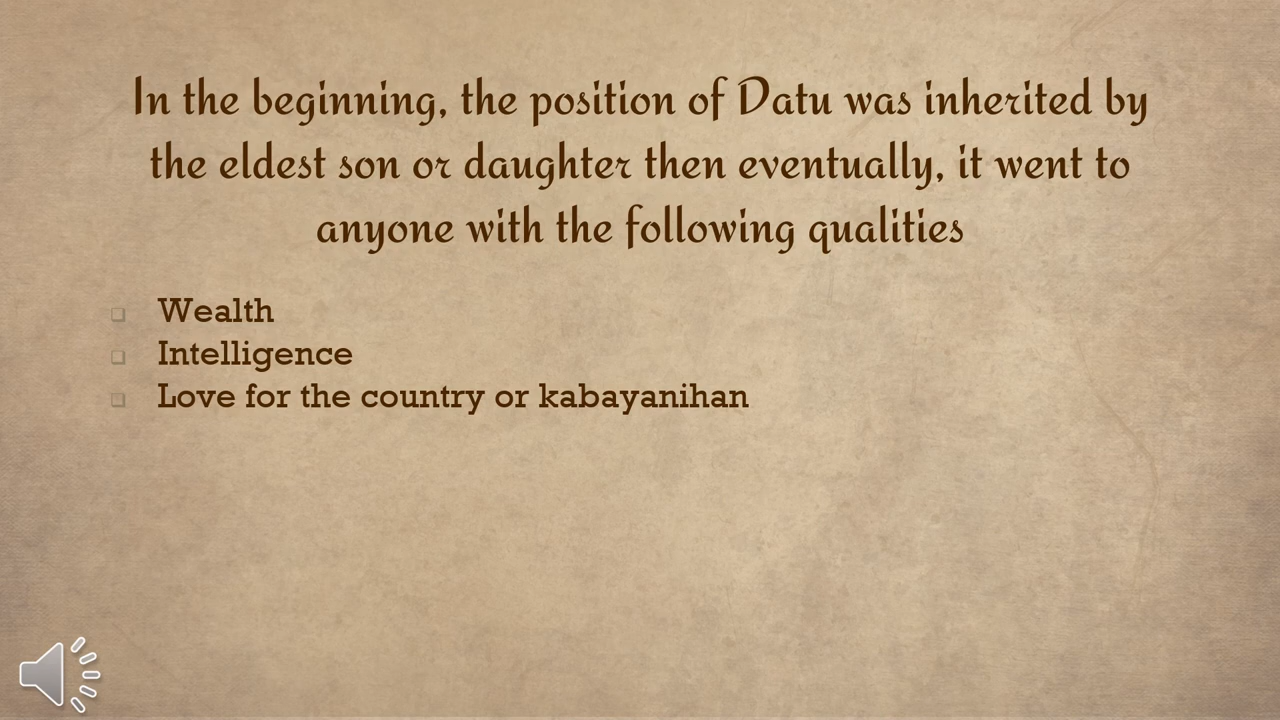 In the beginning, the position of Datu was inherited by
the eldest son or daughter then eventually, it went to
anyone with the following qualities
Wealth
Intelligence
Love for the country or kabayanihan